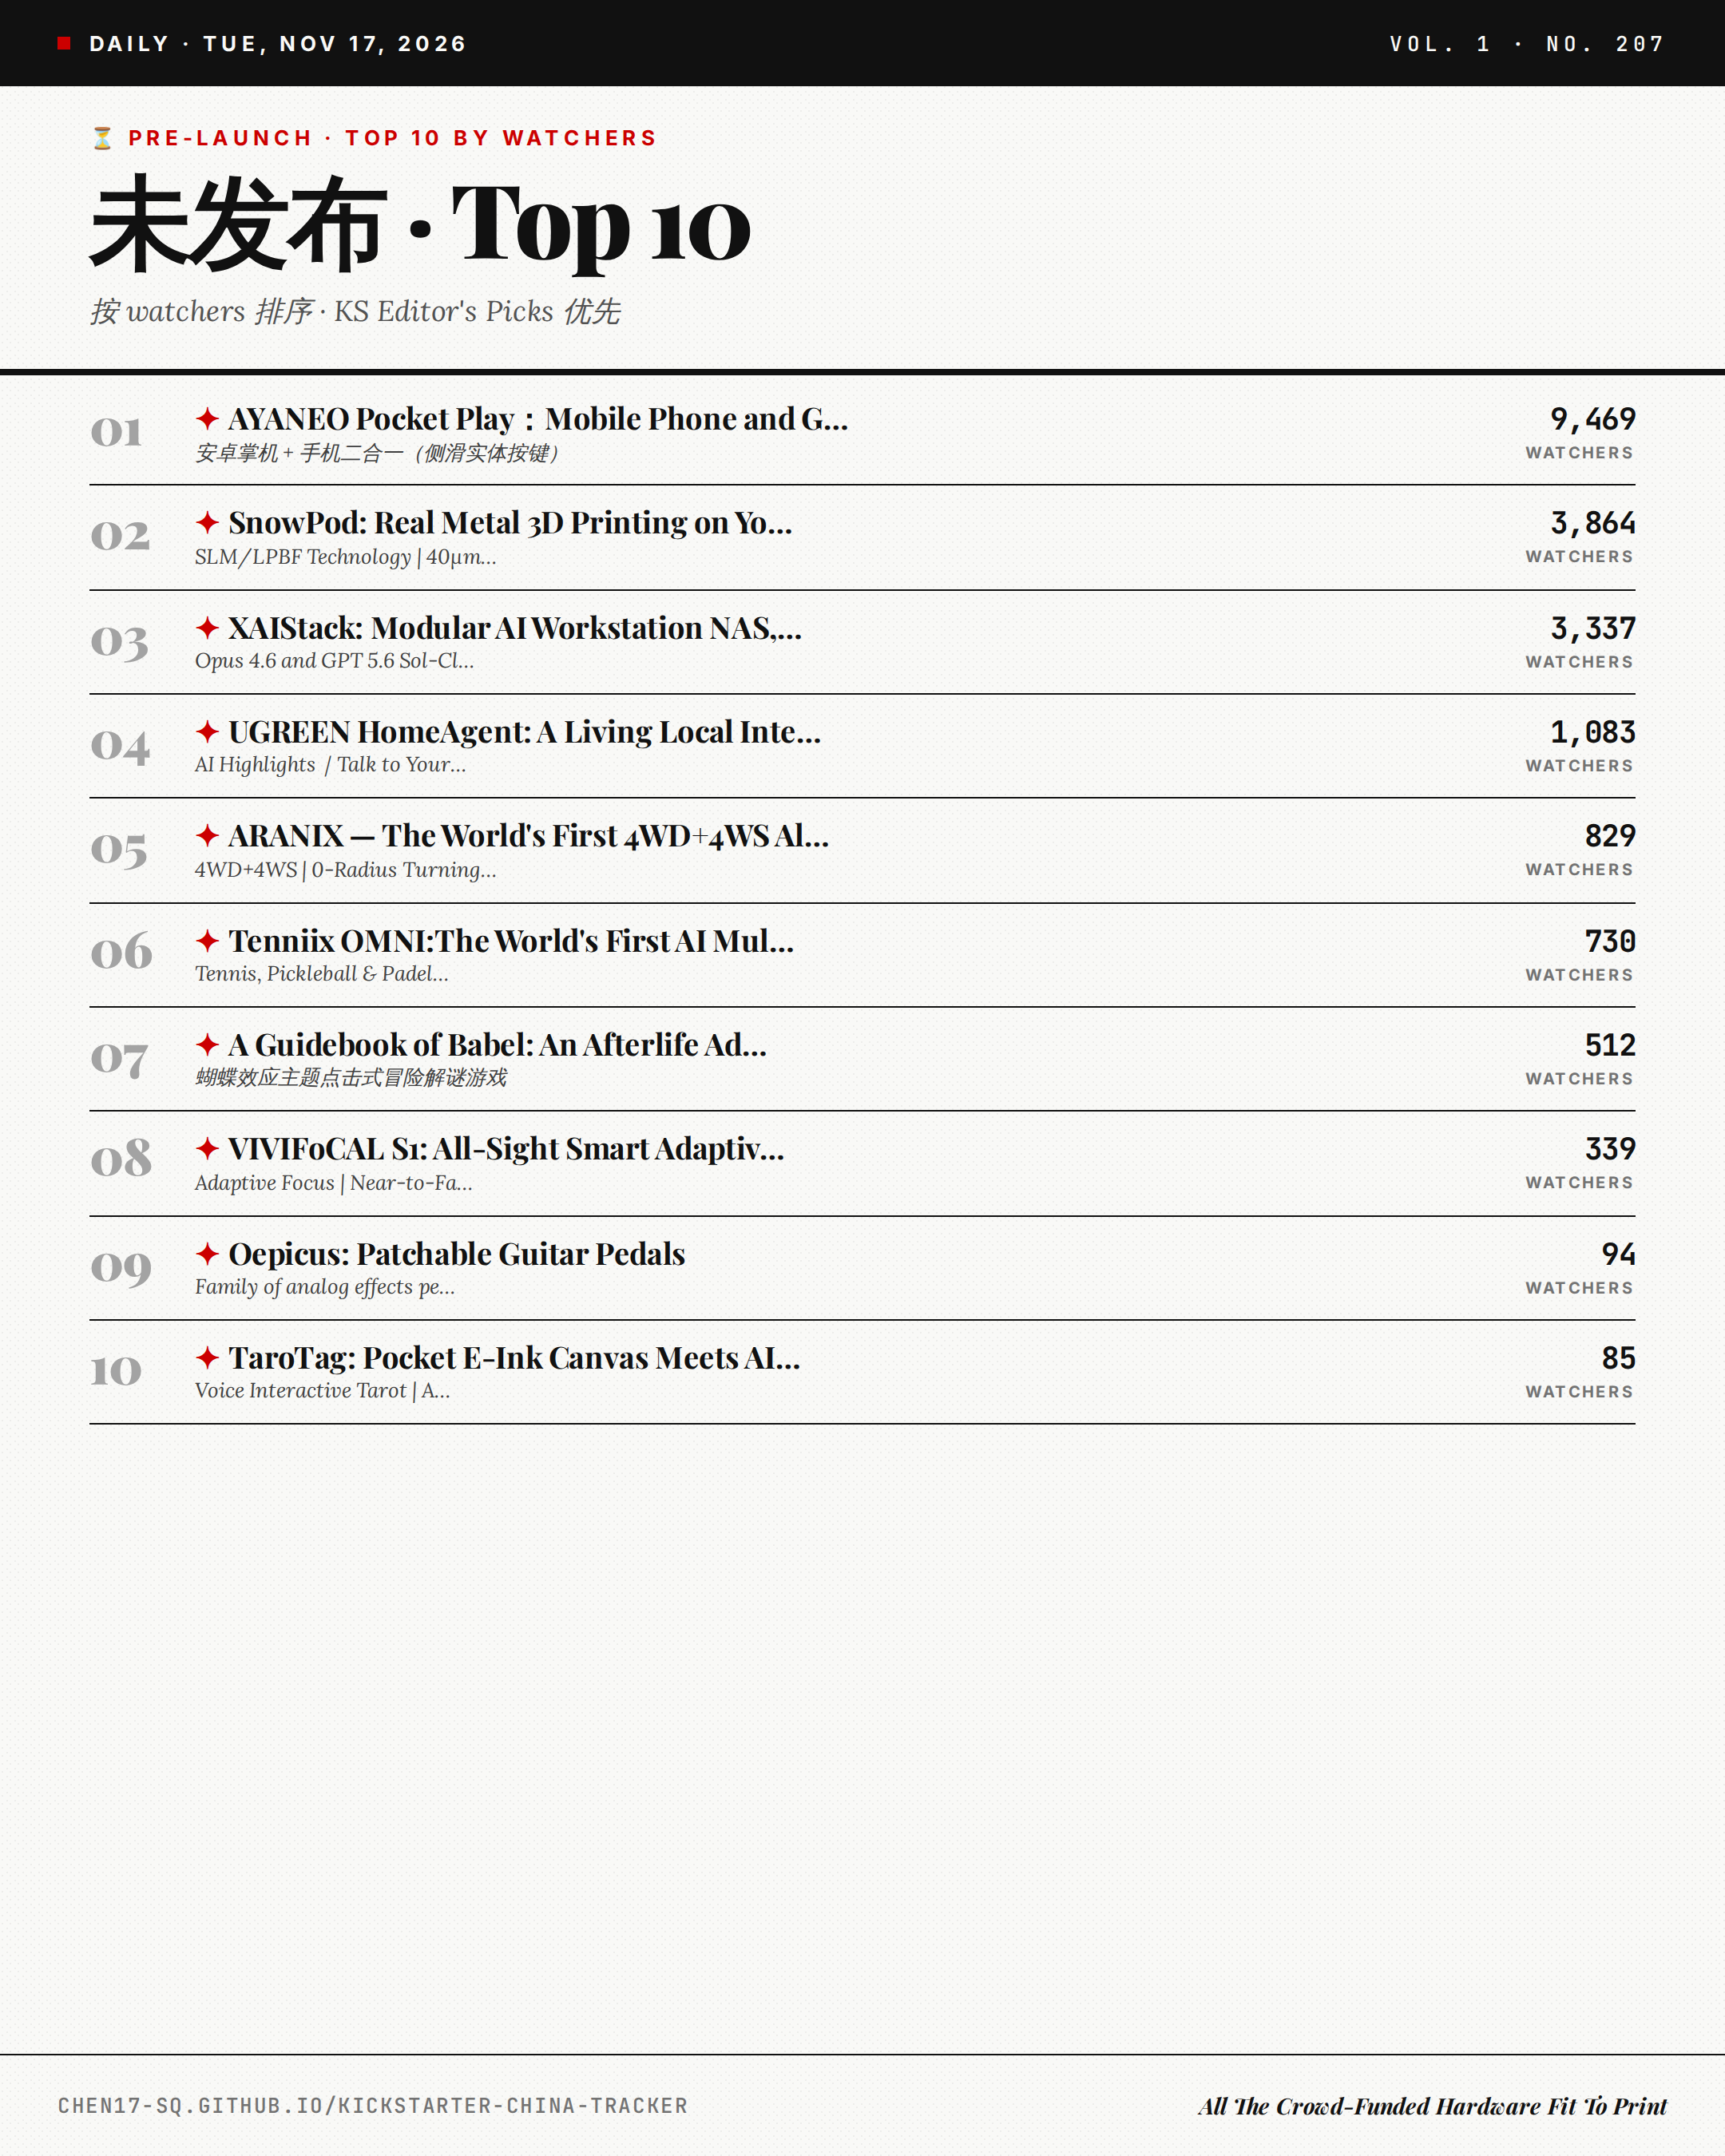 DAILY · TUE, NOV 17, 2026
VOL. 1 · NO. 207
⏳ PRE-LAUNCH · TOP 10 BY WATCHERS
未发布 · Top 10
按 watchers 排序 · KS Editor's Picks 优先
01
✦ AYANEO Pocket Play：Mobile Phone and G...
安卓掌机 + 手机二合一（侧滑实体按键）
9,469
WATCHERS
02
✦ SnowPod: Real Metal 3D Printing on Yo...
SLM/LPBF Technology | 40μm...
3,864
WATCHERS
03
✦ XAIStack: Modular AI Workstation NAS,...
Opus 4.6 and GPT 5.6 Sol-Cl...
3,337
WATCHERS
04
✦ UGREEN HomeAgent: A Living Local Inte...
AI Highlights / Talk to Your...
1,083
WATCHERS
05
✦ ARANIX — The World's First 4WD+4WS Al...
4WD+4WS | 0-Radius Turning...
829
WATCHERS
06
✦ Tenniix OMNI:The World's First AI Mul...
Tennis, Pickleball & Padel...
730
WATCHERS
07
✦ A Guidebook of Babel: An Afterlife Ad...
蝴蝶效应主题点击式冒险解谜游戏
512
WATCHERS
08
✦ VIVIFoCAL S1: All-Sight Smart Adaptiv...
Adaptive Focus | Near-to-Fa...
339
WATCHERS
09
✦ Oepicus: Patchable Guitar Pedals
Family of analog effects pe...
94
WATCHERS
10
✦ TaroTag: Pocket E-Ink Canvas Meets AI...
Voice Interactive Tarot | A...
85
WATCHERS
CHEN17-SQ.GITHUB.IO/KICKSTARTER-CHINA-TRACKER
All The Crowd-Funded Hardware Fit To Print